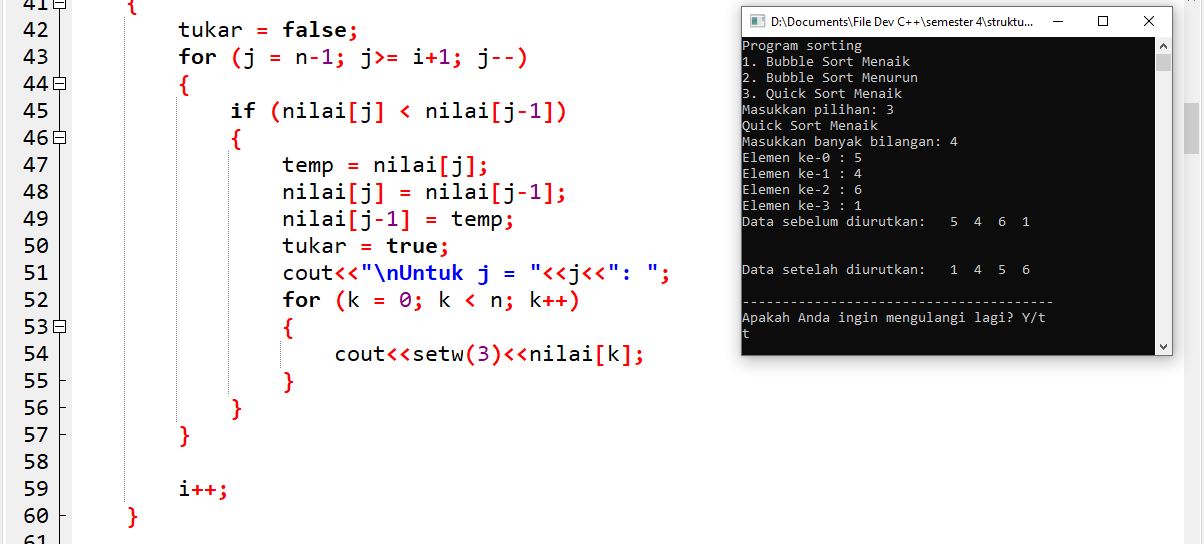 41 {
42 tukar = false;
43 for (j = n-1; j>= i+1; j--)
44 {
45 if (nilai[j] < nilai[j-1])
46 {
47 temp = nilai[j];
48 nilai[j] = nilai[j-1];
49 nilai[j-1] = temp;
50 tukar = true;
51 cout<<"\nUntuk j = "<<j<<": ";
52 for (k = 0; k < n; k++)
53 {
54 cout<<setw(3)<<nilai[k];
55 }
56 }
57 }
58
59 i++;
60 }
61
D:\Documents\File Dev C++\semester 4\struktu...
Program sorting
1. Bubble Sort Menaik
2. Bubble Sort Menurun
3. Quick Sort Menaik
Masukkan pilihan: 3
Quick Sort Menaik
Masukkan banyak bilangan: 4
Elemen ke-0 : 5
Elemen ke-1 : 4
Elemen ke-2 : 6
Elemen ke-3 : 1
Data sebelum diurutkan: 5 4 6 1
Data setelah diurutkan: 1 4 5 6
---------------------------------------
Apakah Anda ingin mengulangi lagi? Y/t
t